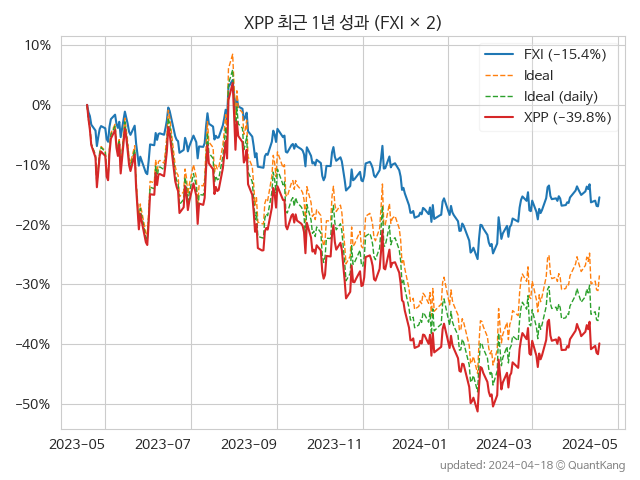 XPP 최근 1년 성과 (FXI × 2)
10%
0%
−10%
−20%
−30%
−40%
−50%
FXI (−15.4%)
Ideal
Ideal (daily)
XPP (−39.8%)
2023-05
2023-07
2023-09
2023-11
2024-01
2024-03
2024-05
updated: 2024-04-18 © QuantKang